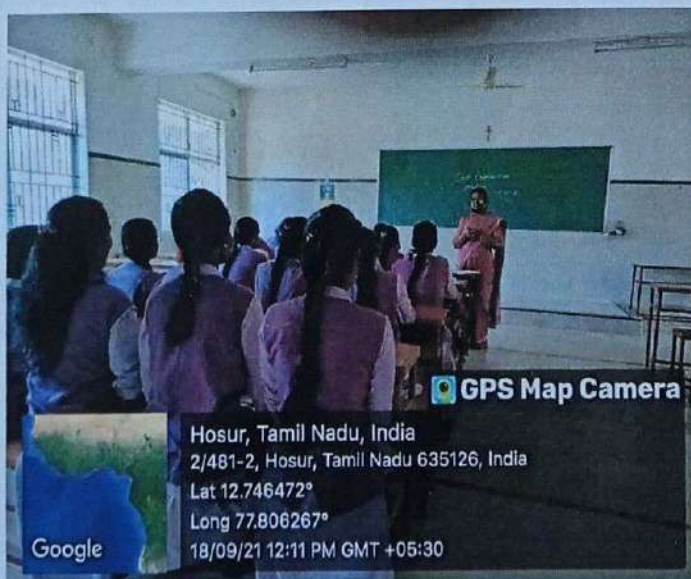 GPS Map Camera
Hosur, Tamil Nadu, India
2/481-2, Hosur, Tamil Nadu 635126, India
Lat 12.746472°
Long 77.806267°
18/09/21 12:11 PM GMT +05:30
Google